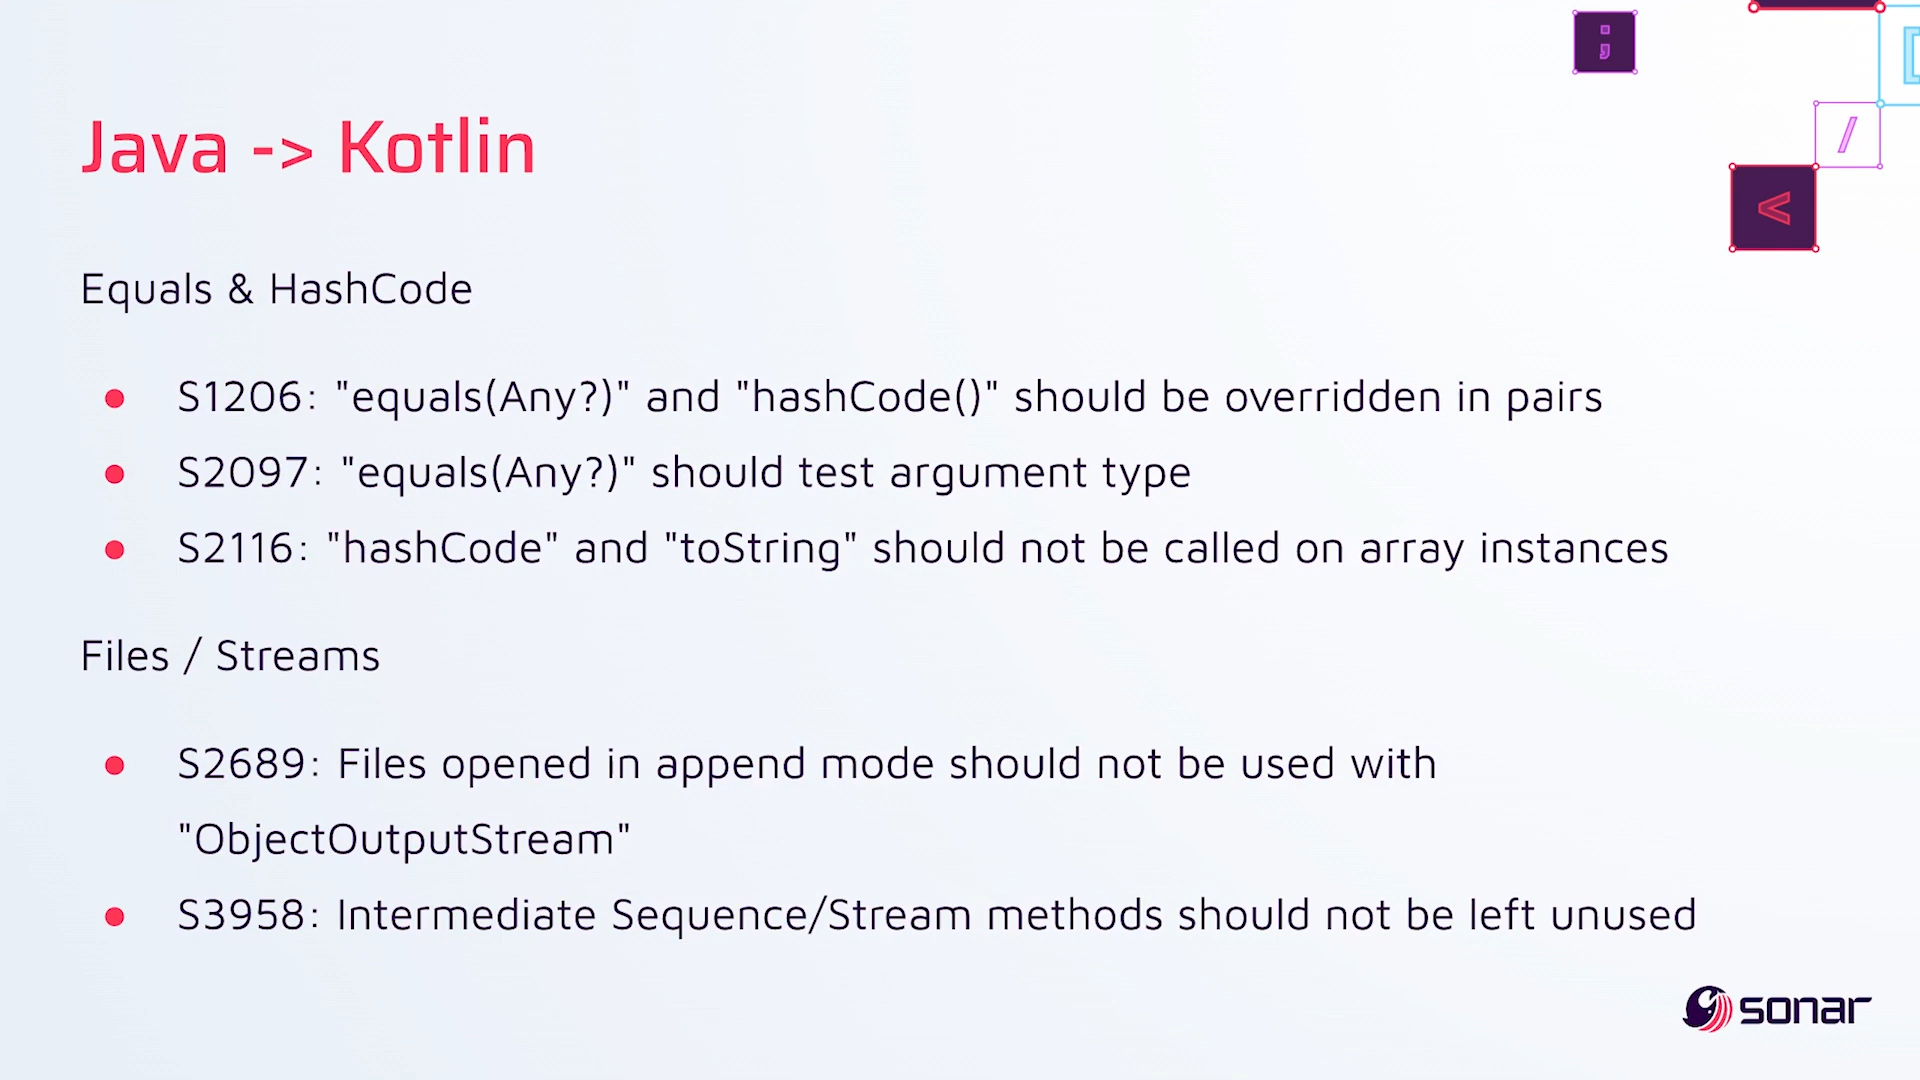 ;
/
<
Java -> Kotlin
Equals & HashCode
● S1206: "equals(Any?)" and "hashCode()" should be overridden in pairs
● S2097: "equals(Any?)" should test argument type
● S2116: "hashCode" and "toString" should not be called on array instances
Files / Streams
● S2689: Files opened in append mode should not be used with
"ObjectOutputStream"
● S3958: Intermediate Sequence/Stream methods should not be left unused
sonar